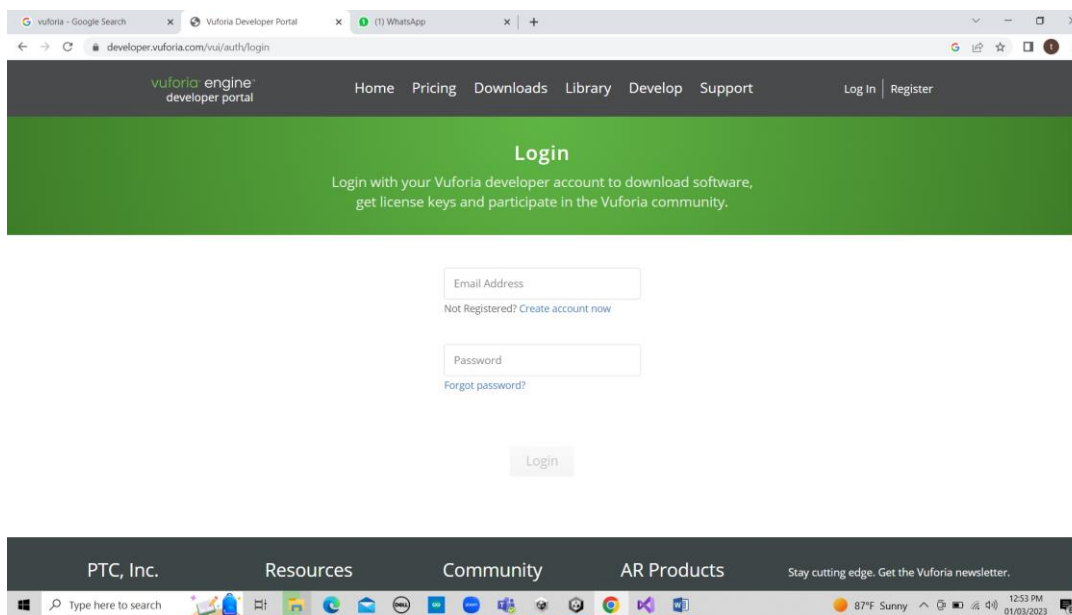 vuforia - Google Search
Vuforia Developer Portal
(1) WhatsApp
developer.vuforia.com/vui/auth/login
vuforia engine™
developer portal
Home Pricing Downloads Library Develop Support
Log In | Register
Login
Login with your Vuforia developer account to download software,
get license keys and participate in the Vuforia community.
Email Address
Not Registered? Create account now
Password
Forgot password?
Login
PTC, Inc.
Resources
Community
AR Products
Stay cutting edge. Get the Vuforia newsletter.
Type here to search
DELL
87°F Sunny
12:53 PM
01/03/2023